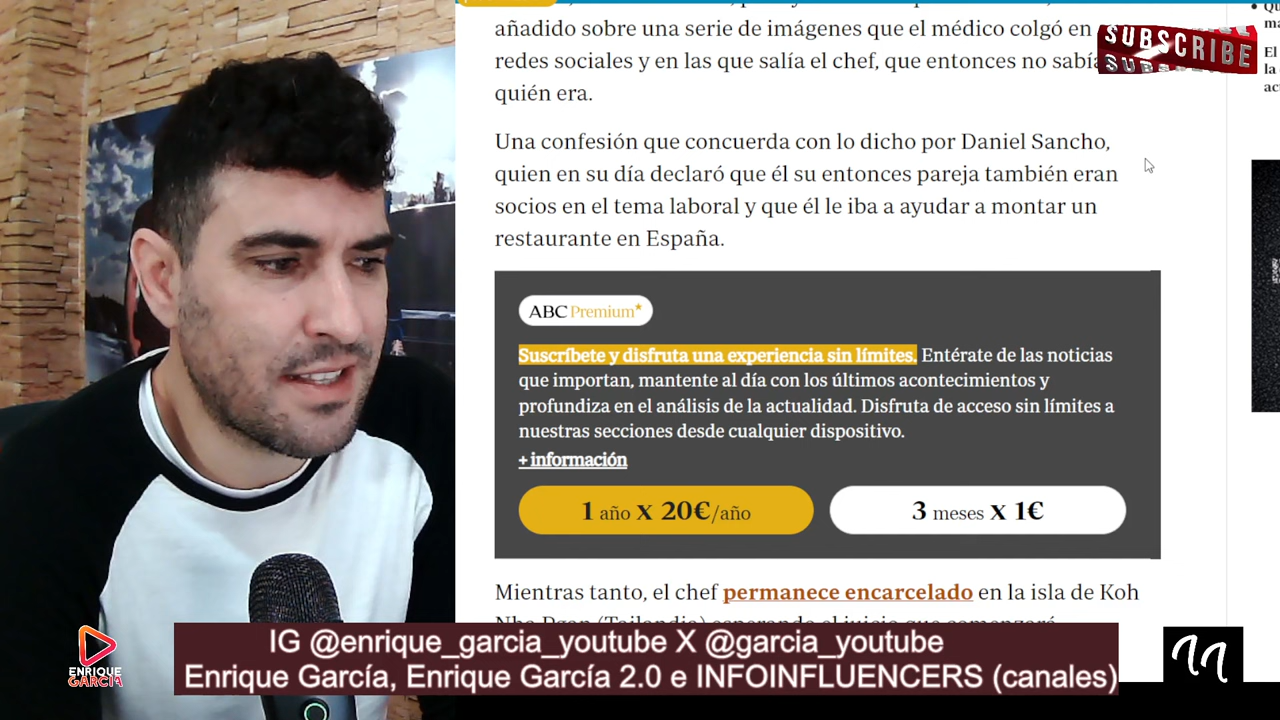 añadido sobre una serie de imágenes que el médico colgó en
redes sociales y en las que salía el chef, que entonces no sabía
quién era.
Una confesión que concuerda con lo dicho por Daniel Sancho,
quien en su día declaró que él su entonces pareja también eran
socios en el tema laboral y que él le iba a ayudar a montar un
restaurante en España.
ABC Premium*
Suscríbete y disfruta una experiencia sin límites. Entérate de las noticias
que importan, mantente al día con los últimos acontecimientos y
profundiza en el análisis de la actualidad. Disfruta de acceso sin límites a
nuestras secciones desde cualquier dispositivo.
+ información
1 año x 20€/año
3 meses x 1€
Mientras tanto, el chef permanece encarcelado en la isla de Koh
SUBSCRIBE
El
la
IG @enrique_garcia_youtube X @garcia_youtube
Enrique García, Enrique García 2.0 e INFOINFLUENCERS (canales)
ENRIQUE
GARCÍA